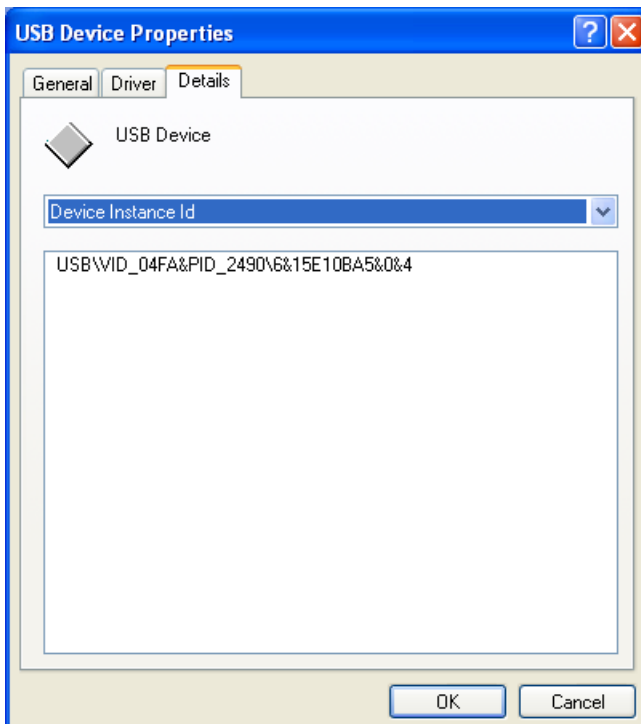 USB Device Properties
General Driver Details
USB Device
Device Instance Id
USB\VID_04FA&PID_2490\6&15E10BA5&0&4
OK Cancel